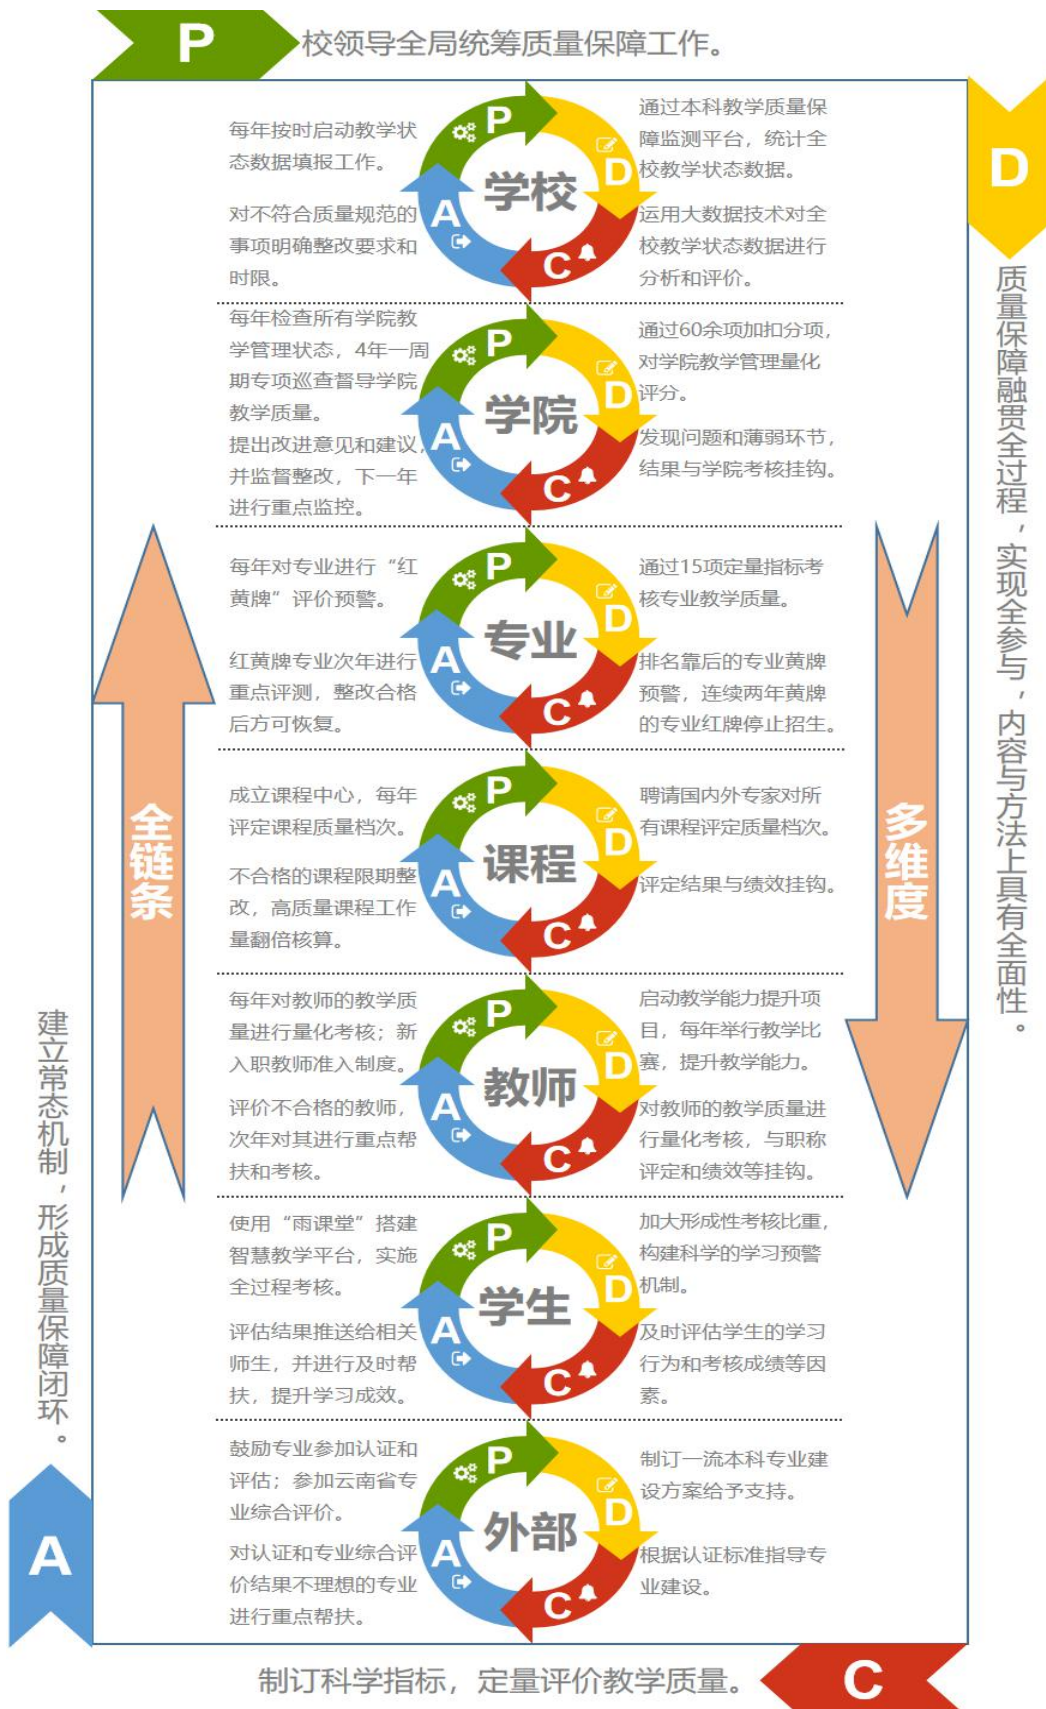 P
校领导全局统筹质量保障工作。
D
质量保障融贯全过程，实现全参与，内容与方法上具有全面性。
每年按时启动教学状
态数据填报工作。
对不符合质量规范的
事项明确整改要求和
时限。
P
D
学校
A
C
通过本科教学质量保
障监测平台，统计全
校教学状态数据。
运用大数据技术对全
校教学状态数据进行
分析和评价。
每年检查所有学院教
学管理状态，4年一周
期专项巡查督导学院
教学质量。
提出改进意见和建议，
并监督整改，下一年
进行重点监控。
P
D
学院
A
C
通过60余项加扣分项，
对学院教学管理量化
评分。
发现问题和薄弱环节，
结果与学院考核挂钩。
每年对专业进行“红
黄牌”评价预警。
红黄牌专业次年进行
重点评测，整改合格
后方可恢复。
P
D
专业
A
C
通过15项定量指标考
核专业教学质量。
排名靠后的专业黄牌
预警，连续两年黄牌
的专业红牌停止招生。
全链条
多维度
成立课程中心，每年
评定课程质量档次。
不合格的课程限期整
改，高质量课程工作
量翻倍核算。
P
D
课程
A
C
聘请国内外专家对所
有课程评定质量档次。
评定结果与绩效挂钩。
每年对教师的教学质
量进行量化考核；新
入职教师准入制度。
评价不合格的教师，
次年对其进行重点帮
扶和考核。
P
D
教师
A
C
启动教学能力提升项
目，每年举行教学比
赛，提升教学能力。
对教师的教学质量进
行量化考核，与职称
评定和绩效等挂钩。
使用“雨课堂”搭建
智慧教学平台，实施
全过程考核。
评估结果推送给相关
师生，并进行及时帮
扶，提升学习成效。
P
D
学生
A
C
加大形成性考核比重，
构建科学的学习预警
机制。
及时评估学生的学习
行为和考核成绩等因
素。
鼓励专业参加认证和
评估；参加云南省专
业综合评价。
对认证和专业综合评
价结果不理想的专业
进行重点帮扶。
P
D
外部
A
C
制订一流本科专业建
设方案给予支持。
根据认证标准指导专
业建设。
建立常态机制，形成质量保障闭环。
A
制订科学指标，定量评价教学质量。
C